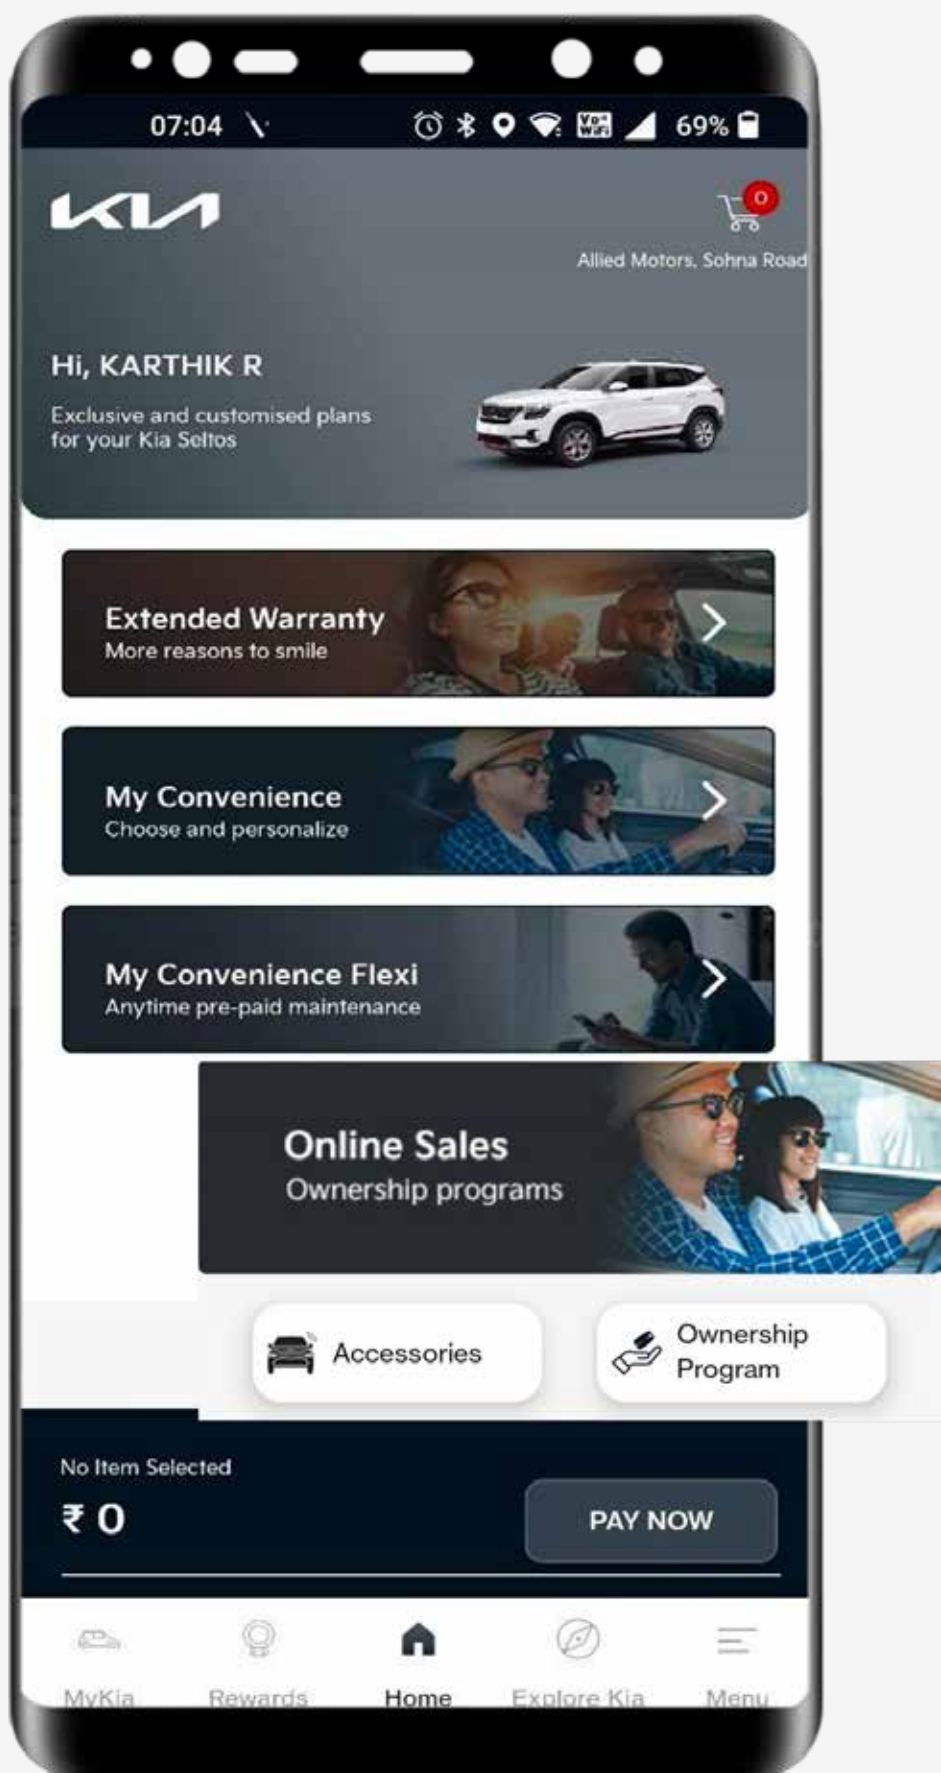 07:04
Vo WiFi
69%
KIA
0
Allied Motors, Sohna Road
Hi, KARTHIK R
Exclusive and customised plans
for your Kia Seltos
Extended Warranty
More reasons to smile
My Convenience
Choose and personalize
My Convenience Flexi
Anytime pre-paid maintenance
Online Sales
Ownership programs
Accessories
Ownership
Program
No Item Selected
₹ 0
PAY NOW
MyKia
Rewards
Home
Explore Kia
Menu